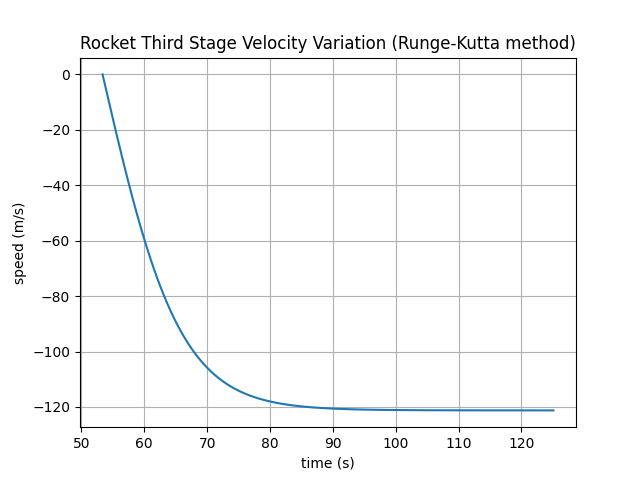 Rocket Third Stage Velocity Variation (Runge-Kutta method)
0
−20
−40
−60
−80
−100
−120
speed (m/s)
50 60 70 80 90 100 110 120
time (s)